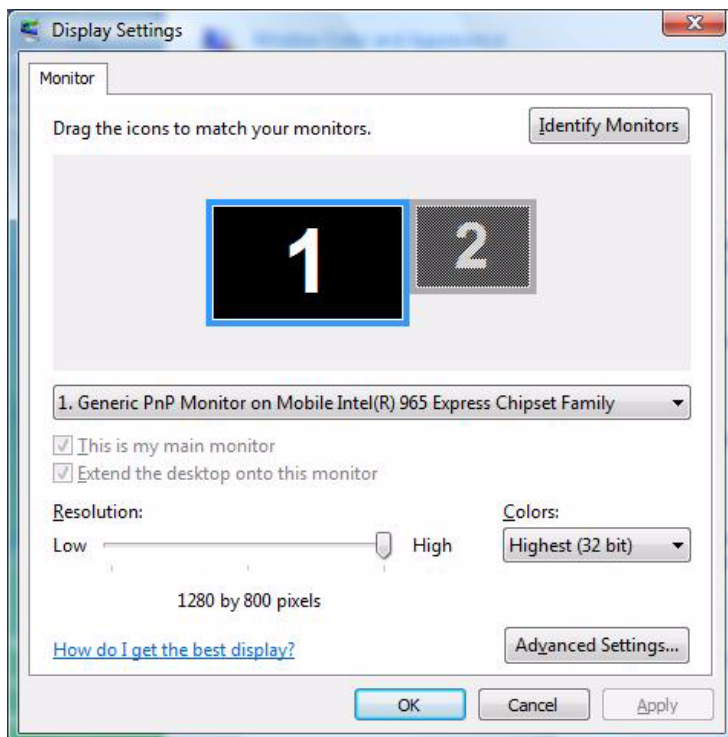 Display Settings
Monitor
Drag the icons to match your monitors.
Identify Monitors
1
2
1. Generic PnP Monitor on Mobile Intel(R) 965 Express Chipset Family
This is my main monitor
Extend the desktop onto this monitor
Resolution:
Colors:
Low
High
Highest (32 bit)
1280 by 800 pixels
How do I get the best display?
Advanced Settings...
OK
Cancel
Apply